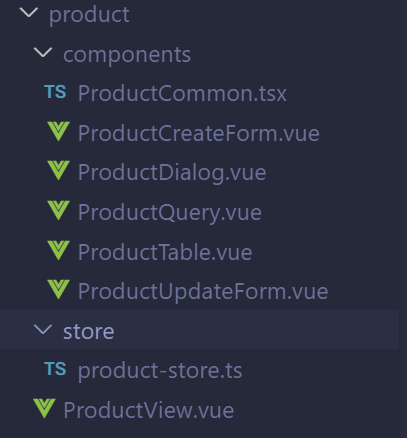 product
components
TS ProductCommon.tsx
ProductCreateForm.vue
ProductDialog.vue
ProductQuery.vue
ProductTable.vue
ProductUpdateForm.vue
store
TS product-store.ts
ProductView.vue